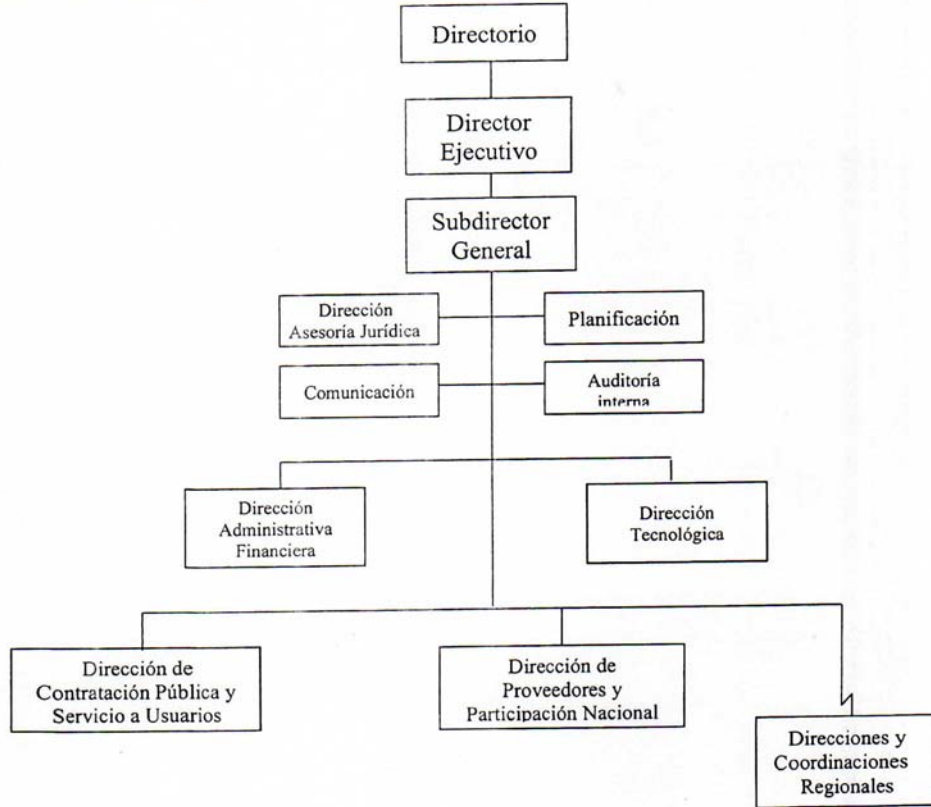 Directorio
Director
Ejecutivo
Subdirector
General
Dirección
Asesoría Jurídica
Planificación
Comunicación
Auditoría
interna
Dirección
Administrativa
Financiera
Dirección
Tecnológica
Dirección de
Contratación Pública y
Servicio a Usuarios
Dirección de
Proveedores y
Participación Nacional
Direcciones y
Coordinaciones
Regionales